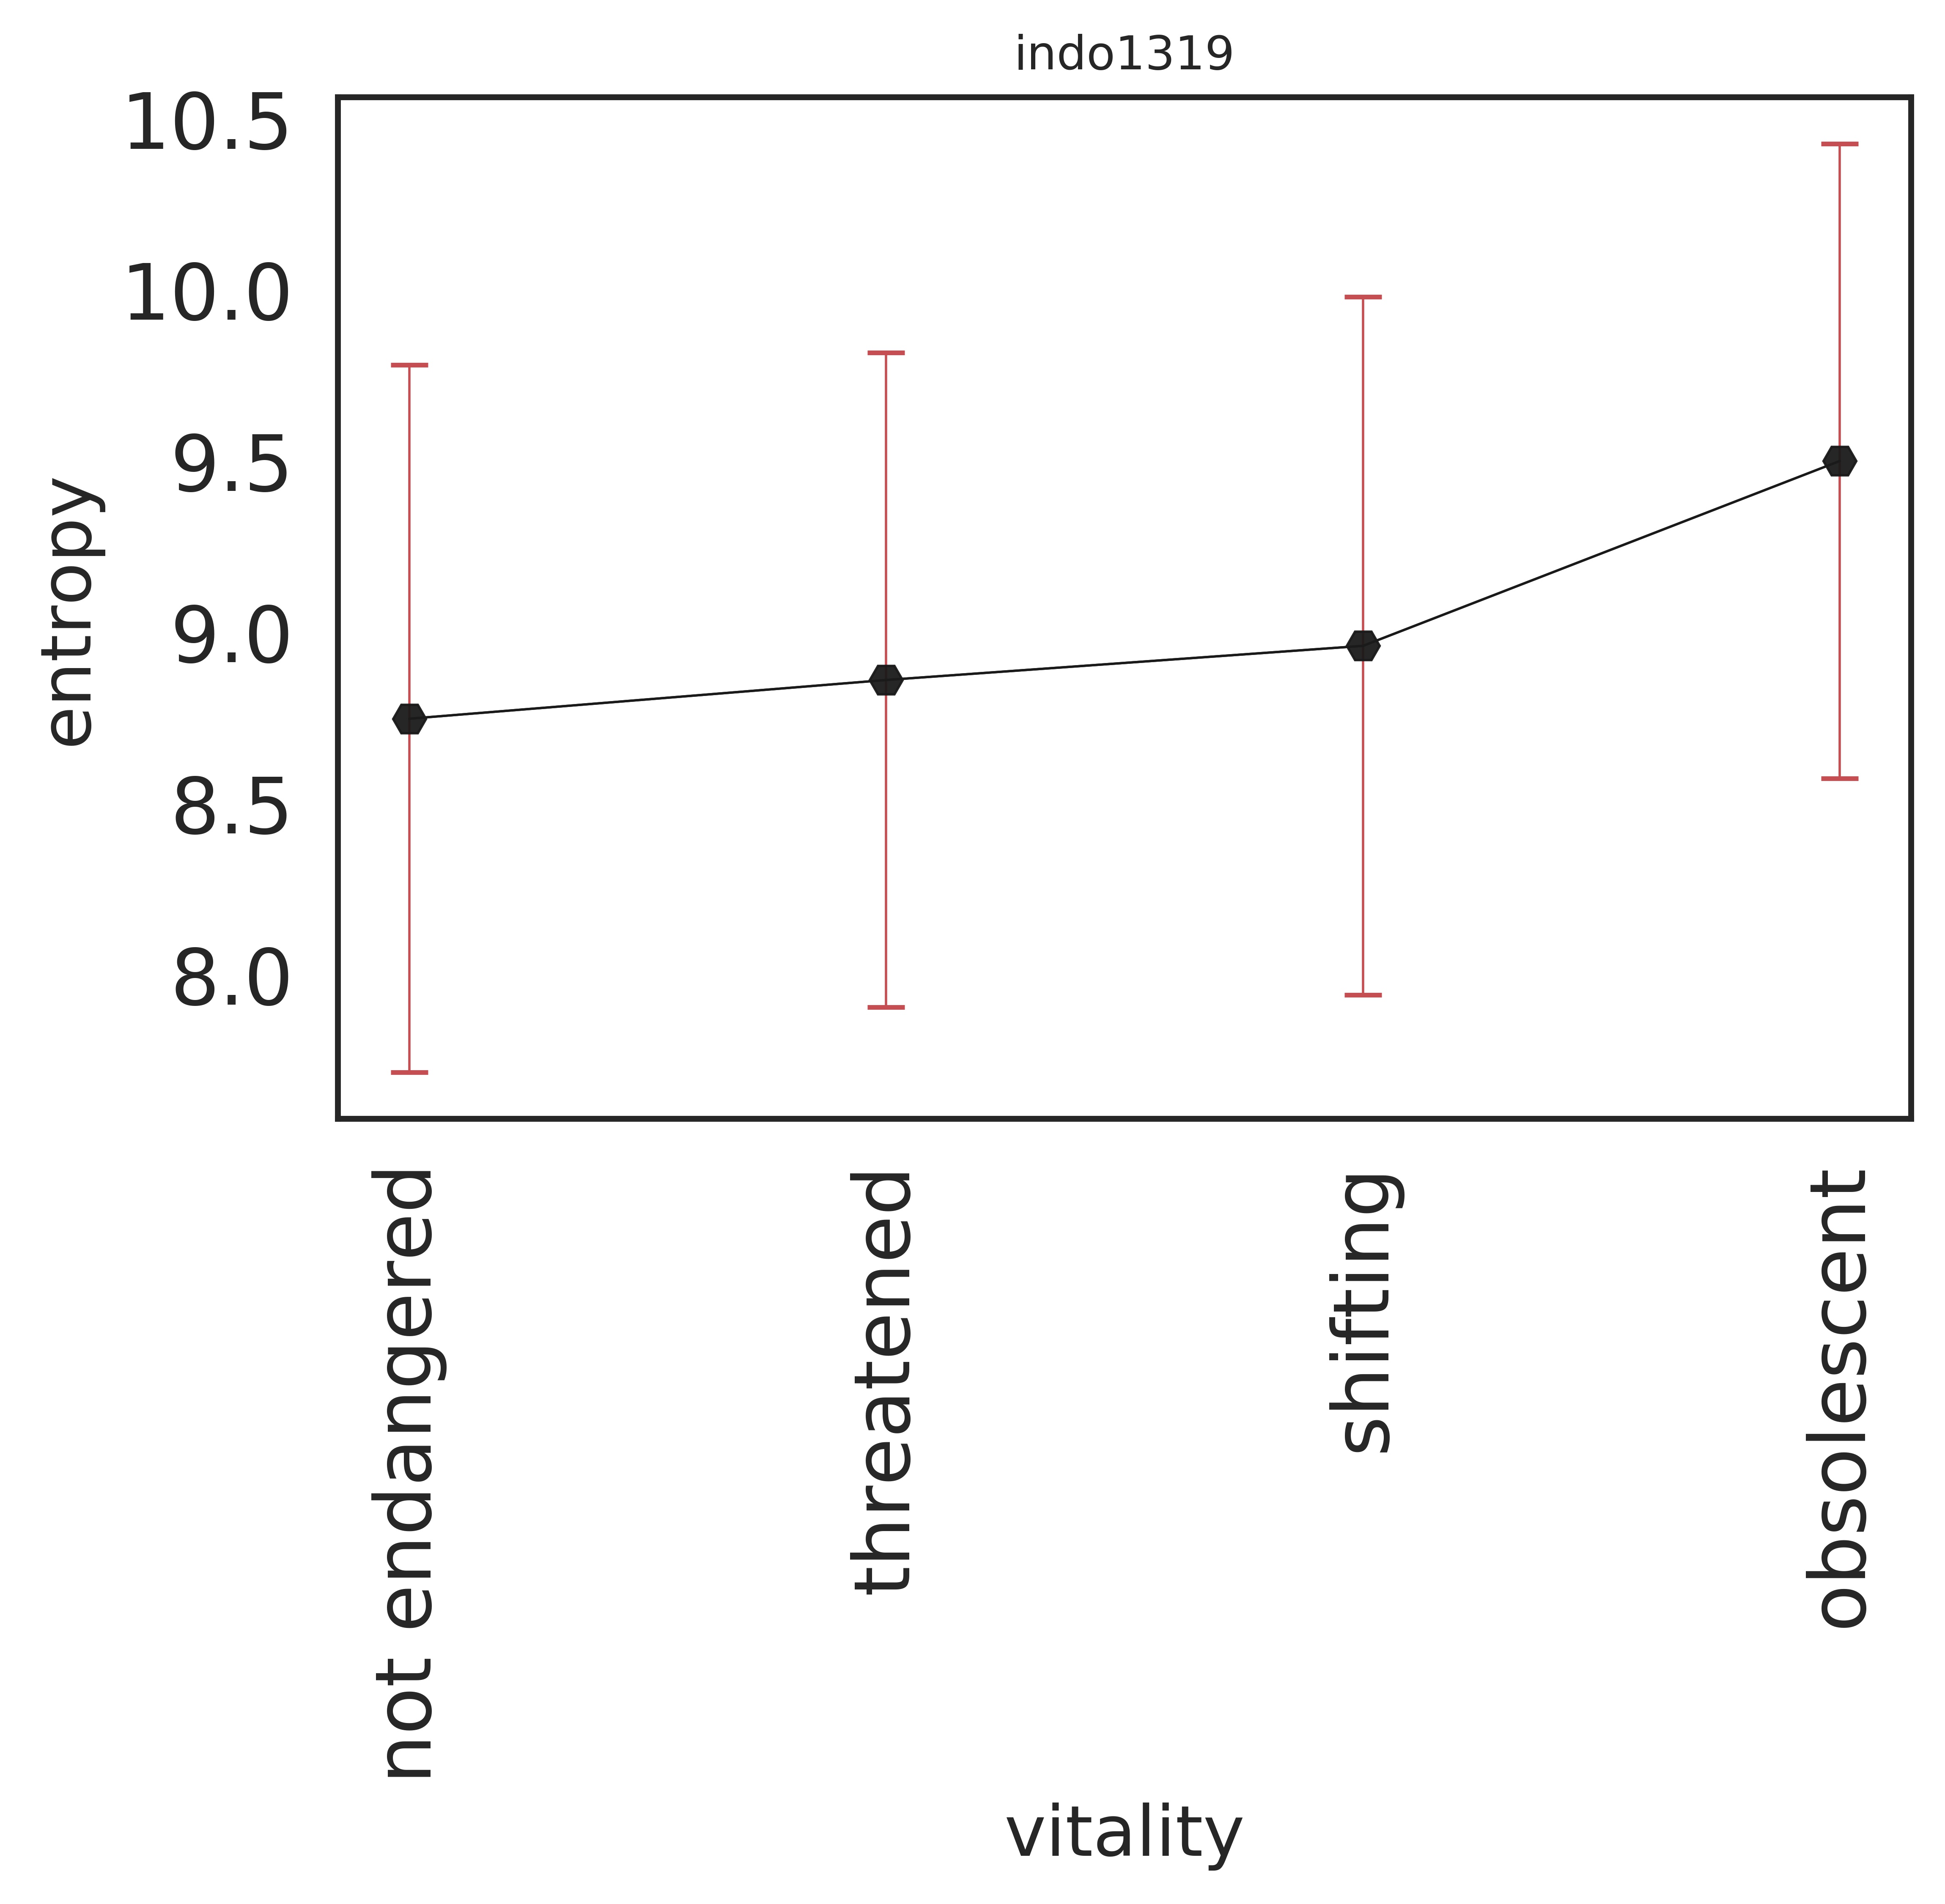 indo1319
10.5
10.0
9.5
9.0
8.5
8.0
entropy
not endangered
threatened
shifting
obsolescent
vitality